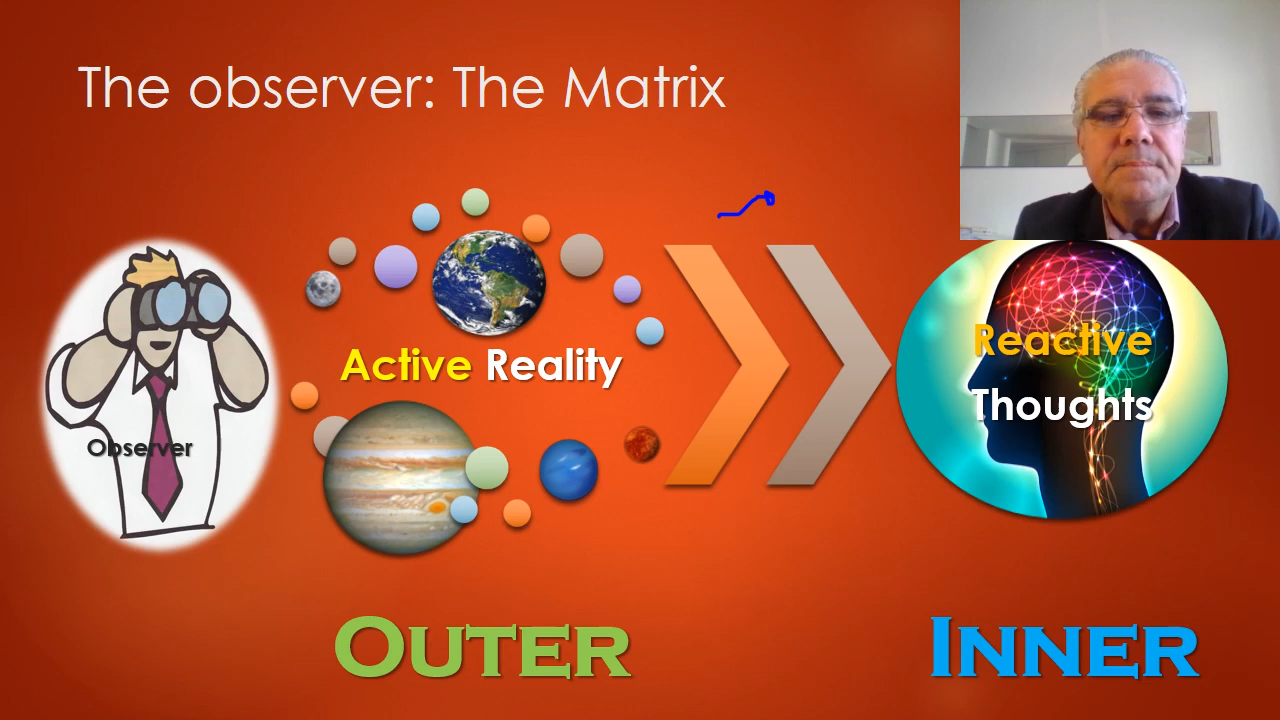 The observer: The Matrix
Active Reality
Reactive
Thoughts
Observer
OUTER
INNER